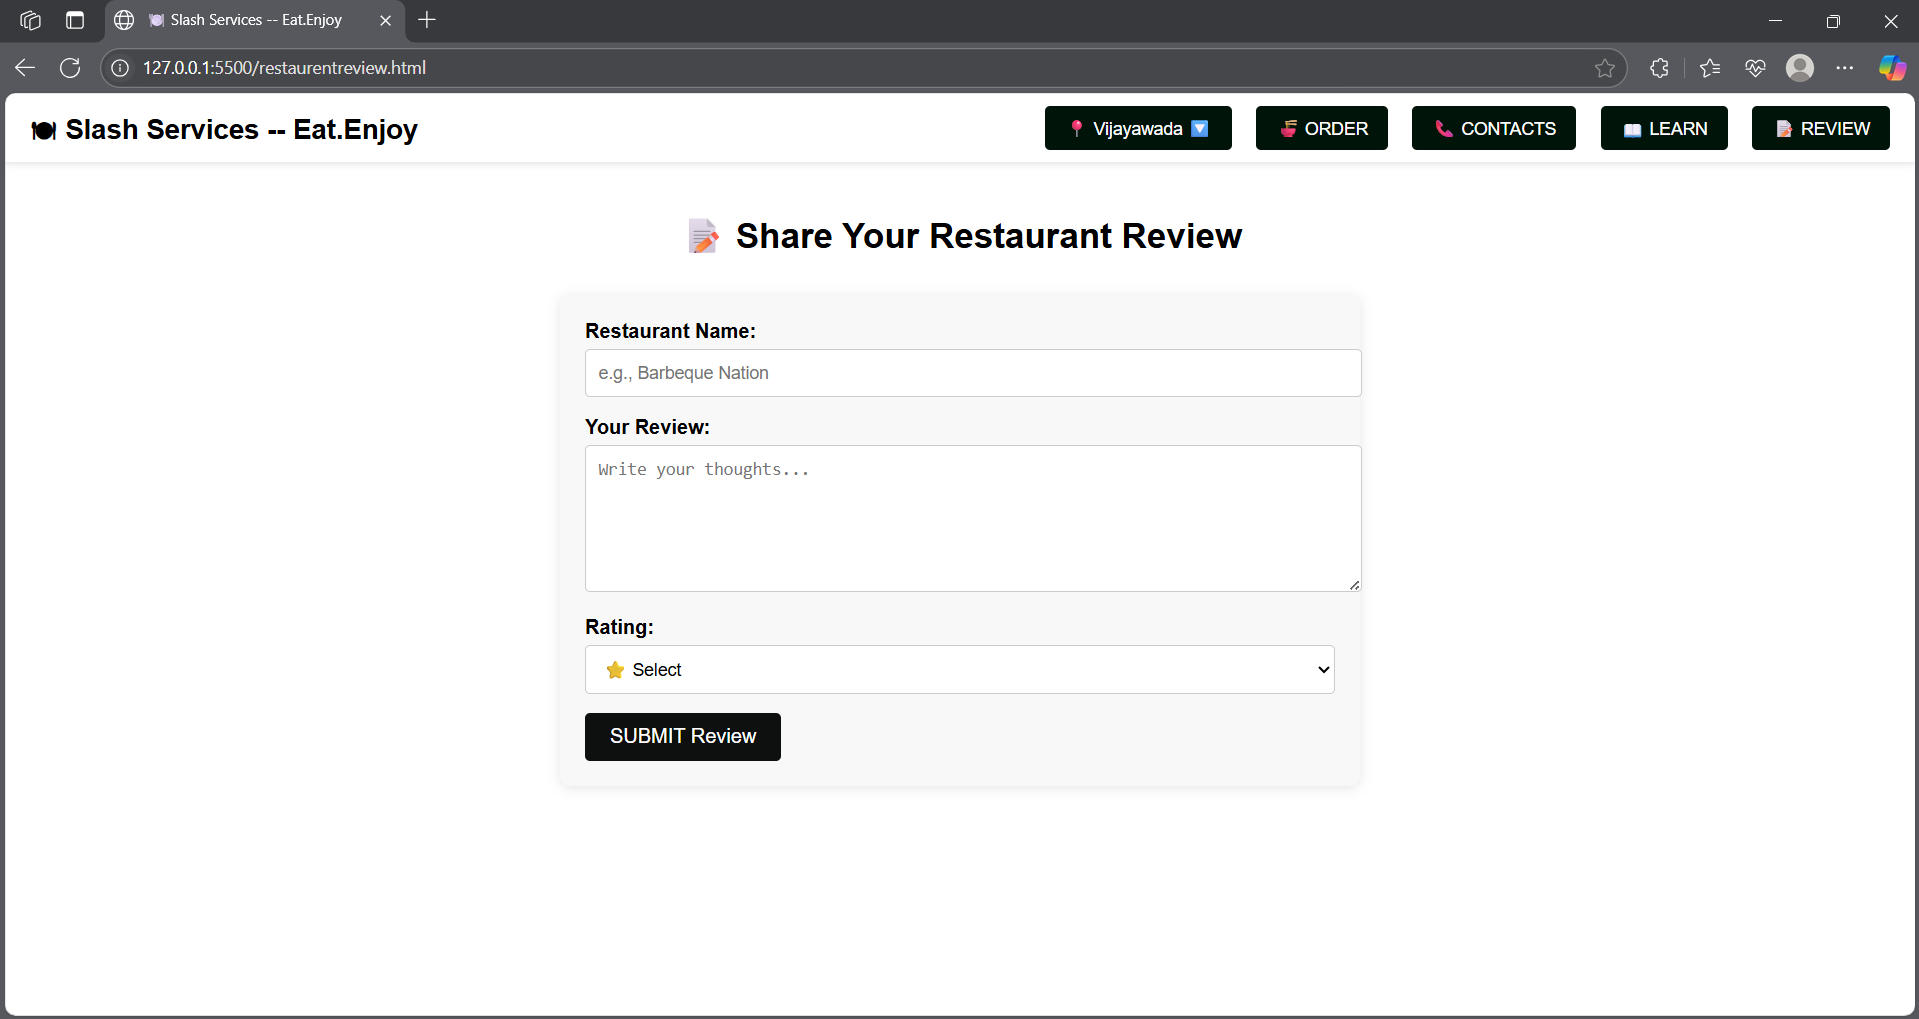 Slash Services -- Eat.Enjoy
127.0.0.1:5500/restaurentreview.html
Slash Services -- Eat.Enjoy
Vijayawada
ORDER
CONTACTS
LEARN
REVIEW
Share Your Restaurant Review
Restaurant Name:
e.g., Barbeque Nation
Your Review:
Write your thoughts...
Rating:
Select
SUBMIT Review